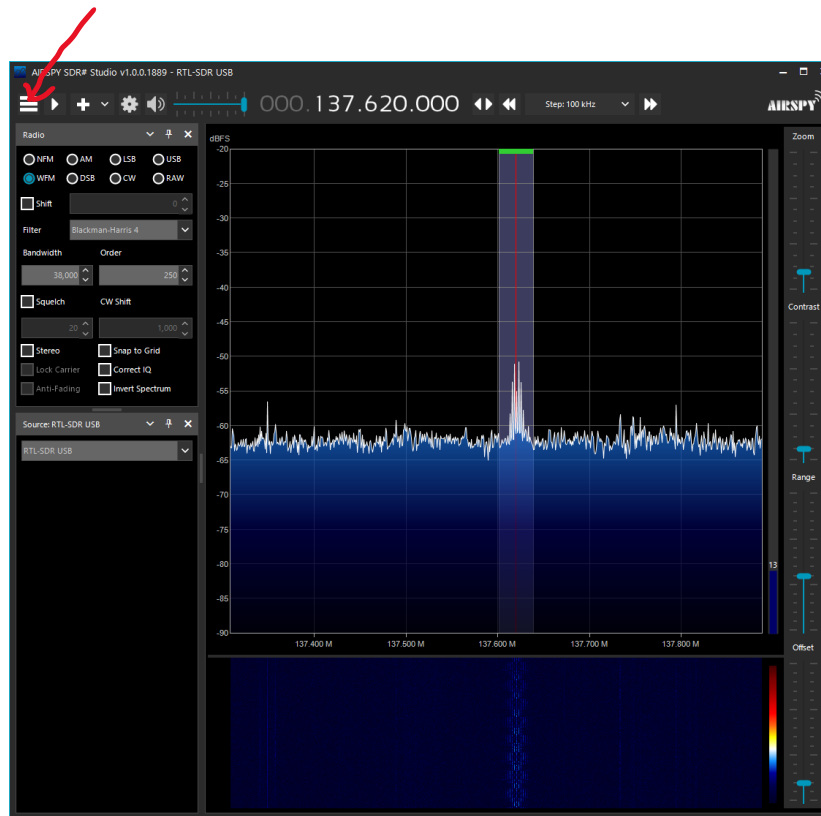 AIRSPY SDR# Studio v1.0.0.1889 - RTL-SDR USB
000.137.620.000 Step: 100 kHz AIRSPY
Radio
NFM AM LSB USB
WFM DSB CW RAW
Shift 0
Filter Blackman-Harris 4
Bandwidth Order
38,000 250
Squelch CW Shift
20 1,000
Stereo Snap to Grid
Lock Carrier Correct IQ
Anti-Fading Invert Spectrum
Source: RTL-SDR USB
RTL-SDR USB
dBFS
-20
-25
-30
-35
-40
-45
-50
-55
-60
-65
-70
-75
-80
-85
-90
137.400 M 137.500 M 137.600 M 137.700 M 137.800 M
13
Zoom
Contrast
Range
Offset